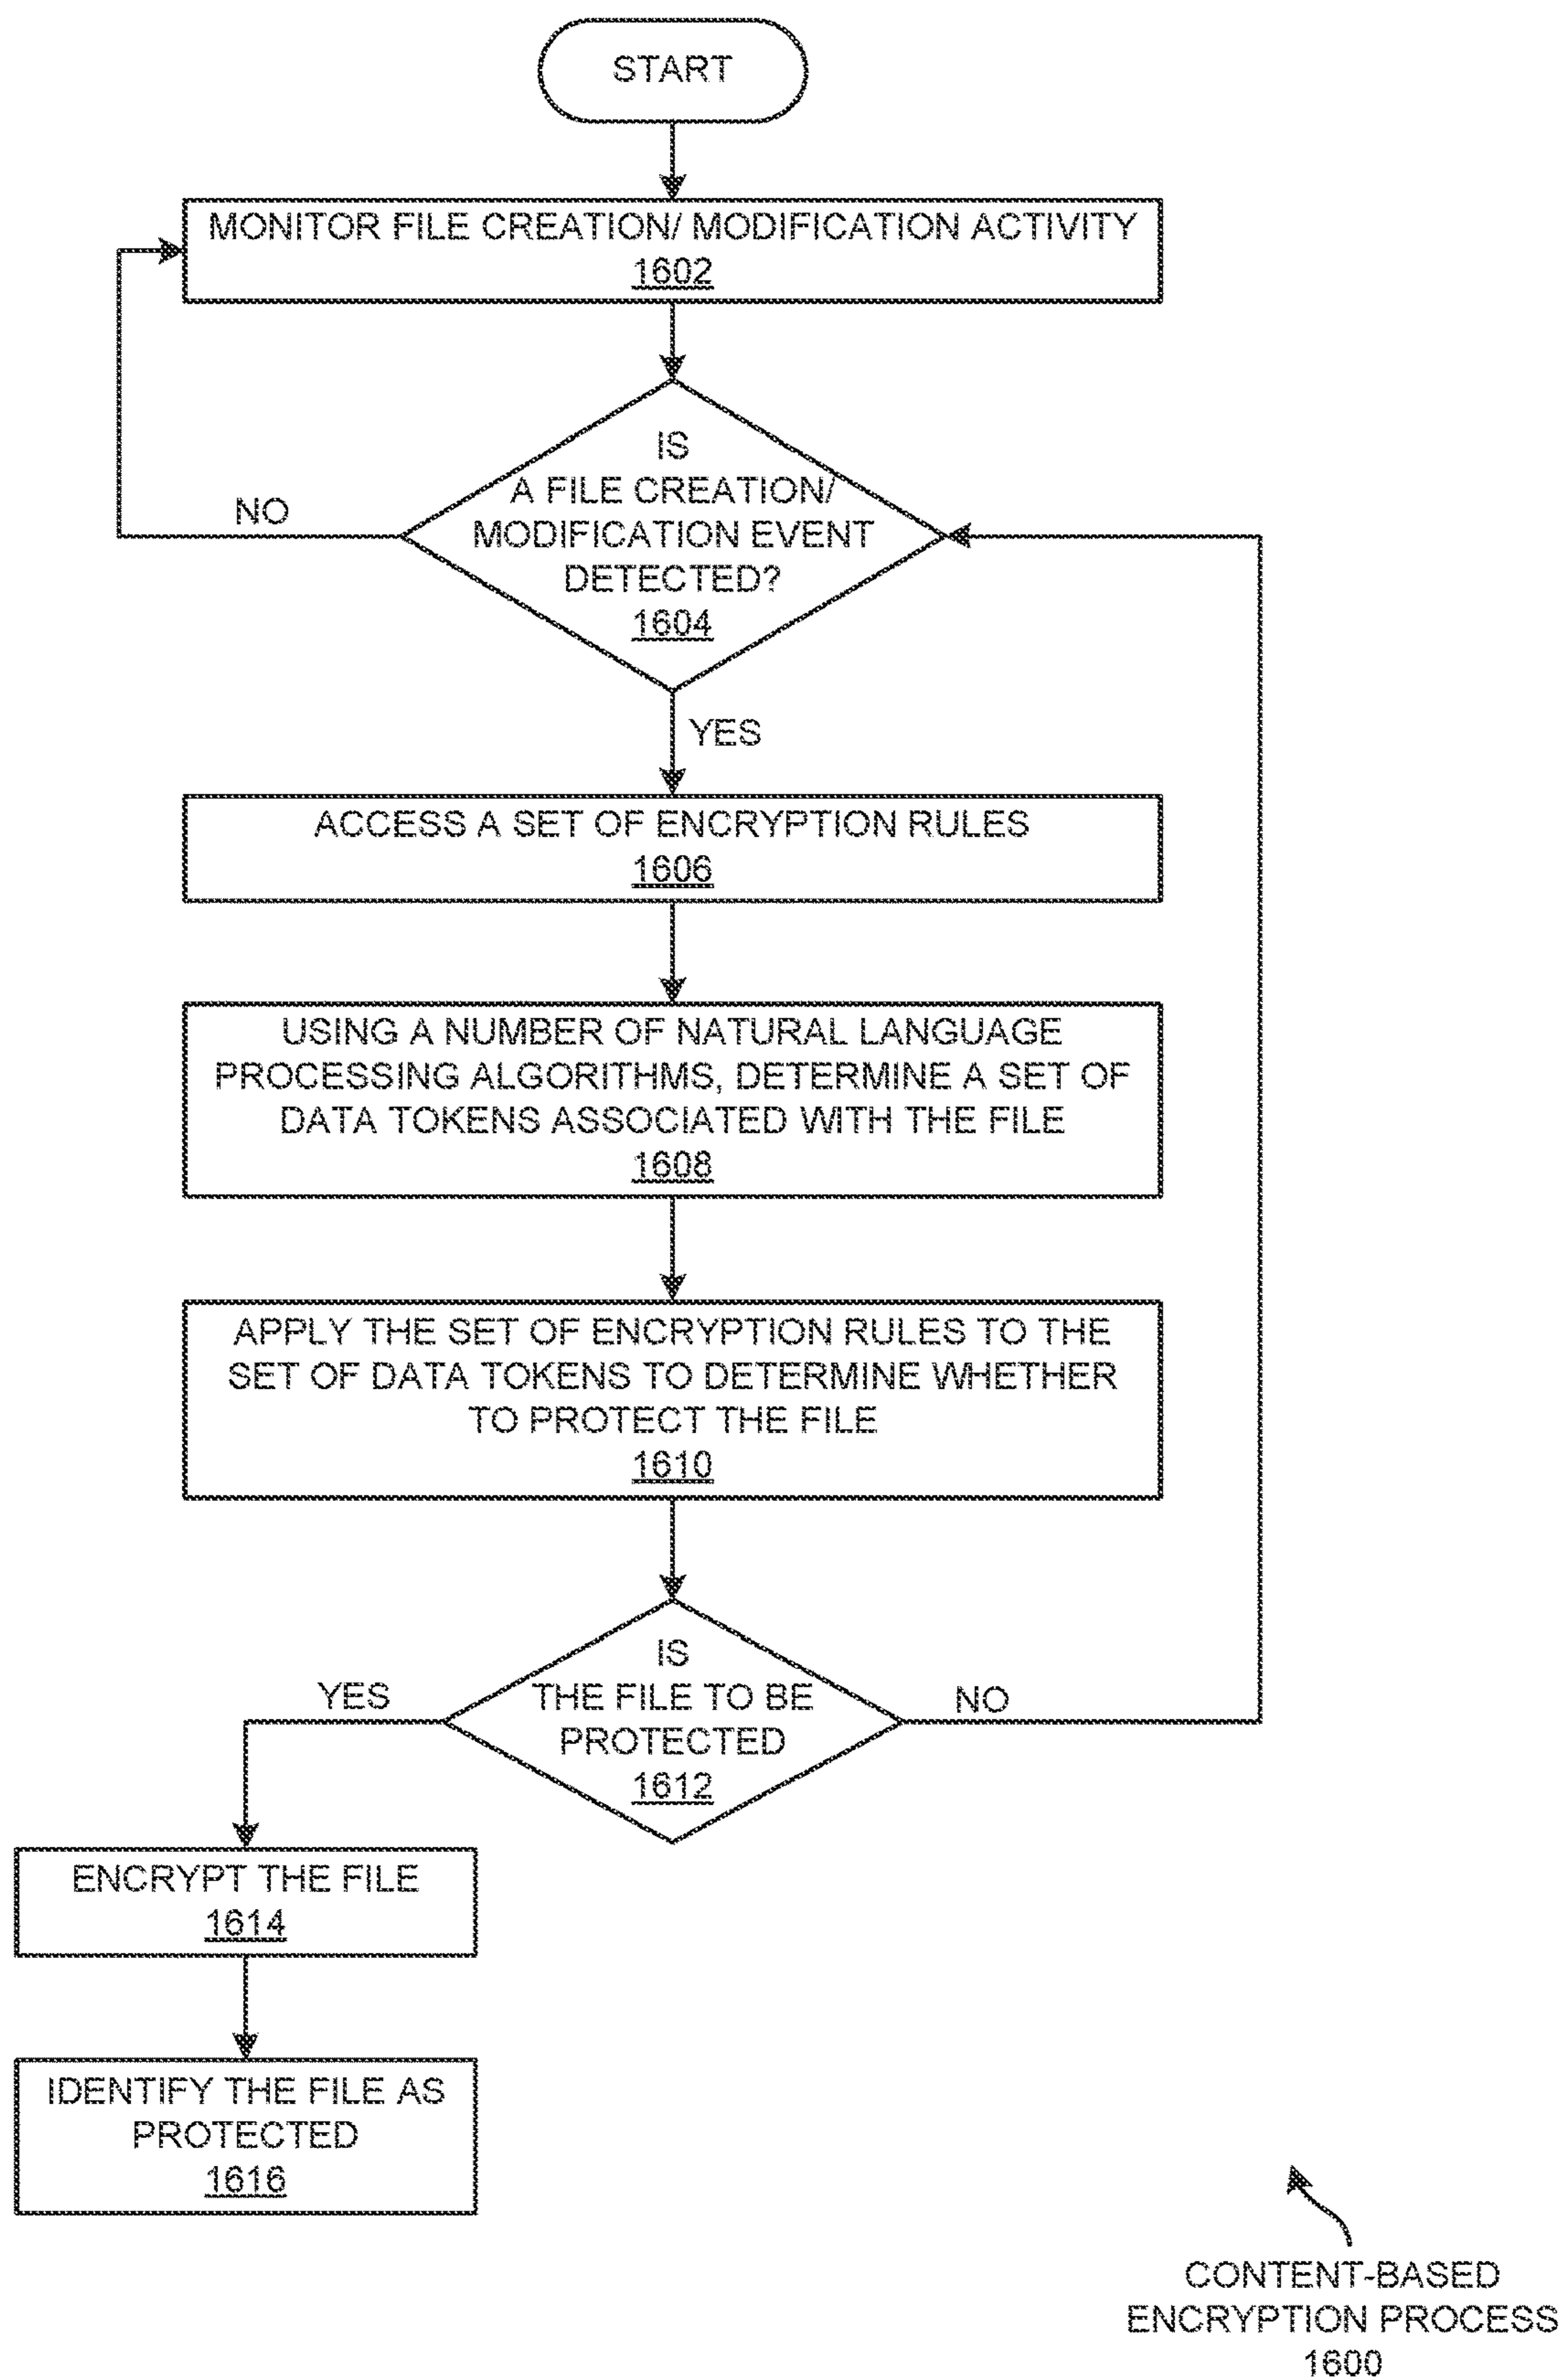 START
MONITOR FILE CREATION/ MODIFICATION ACTIVITY
1602
IS
A FILE CREATION/
MODIFICATION EVENT
DETECTED?
1604
NO
YES
ACCESS A SET OF ENCRYPTION RULES
1606
USING A NUMBER OF NATURAL LANGUAGE
PROCESSING ALGORITHMS, DETERMINE A SET OF
DATA TOKENS ASSOCIATED WITH THE FILE
1608
APPLY THE SET OF ENCRYPTION RULES TO THE
SET OF DATA TOKENS TO DETERMINE WHETHER
TO PROTECT THE FILE
1610
IS
THE FILE TO BE
PROTECTED
1612
YES
NO
ENCRYPT THE FILE
1614
IDENTIFY THE FILE AS
PROTECTED
1616
CONTENT-BASED
ENCRYPTION PROCESS
1600